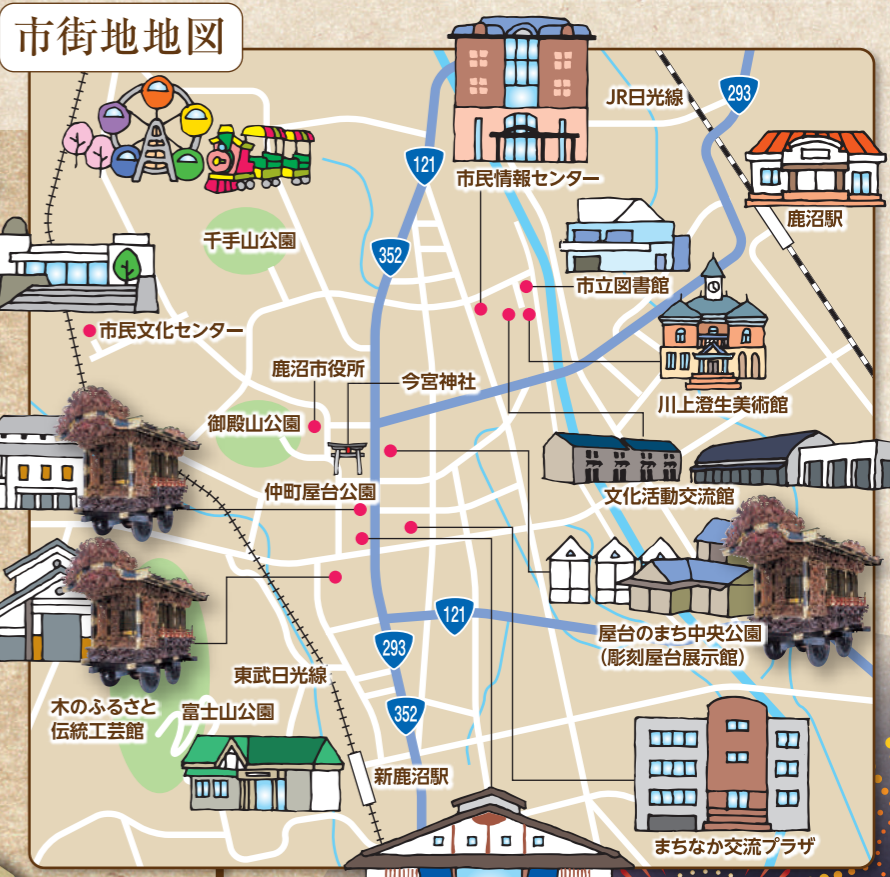 市街地地図
JR日光線
293
121
市民情報センター
鹿沼駅
千手山公園
352
市立図書館
市民文化センター
鹿沼市役所
今宮神社
川上澄生美術館
御殿山公園
仲町屋台公園
文化活動交流館
121
屋台のまち中央公園
(彫刻屋台展示館)
293
東武日光線
木のふるさと
伝統工芸館
富士山公園
352
新鹿沼駅
まちなか交流プラザ